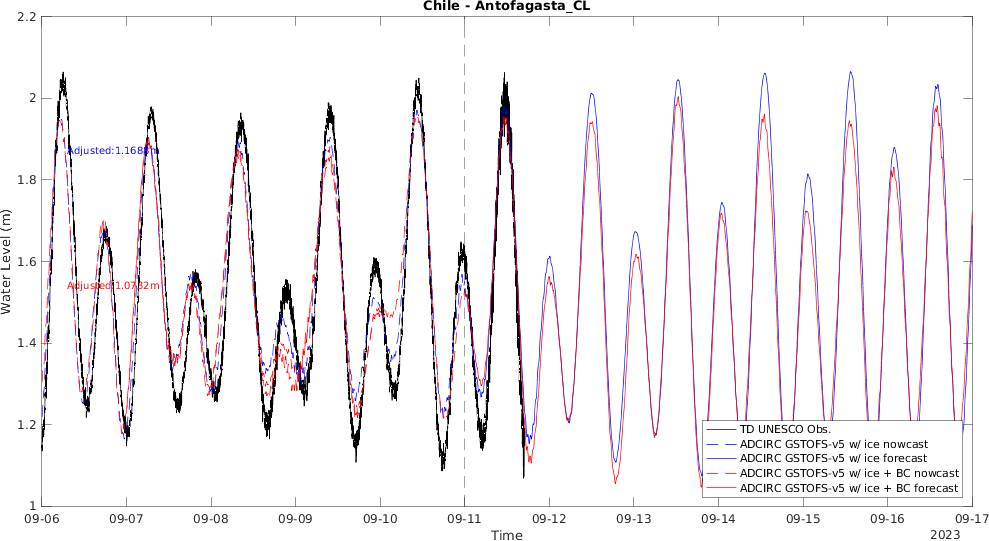 Chile - Antofagasta_CL
2.2
2
1.8
1.6
1.4
1.2
1
Water Level (m)
Adjusted:1.1688m
Adjusted:1.0782m
TD UNESCO Obs.
ADCIRC GSTOFS-v5 w/ ice nowcast
ADCIRC GSTOFS-v5 w/ ice forecast
ADCIRC GSTOFS-v5 w/ ice + BC nowcast
ADCIRC GSTOFS-v5 w/ ice + BC forecast
09-06 09-07 09-08 09-09 09-10 09-11 09-12 09-13 09-14 09-15 09-16 09-17
Time
2023